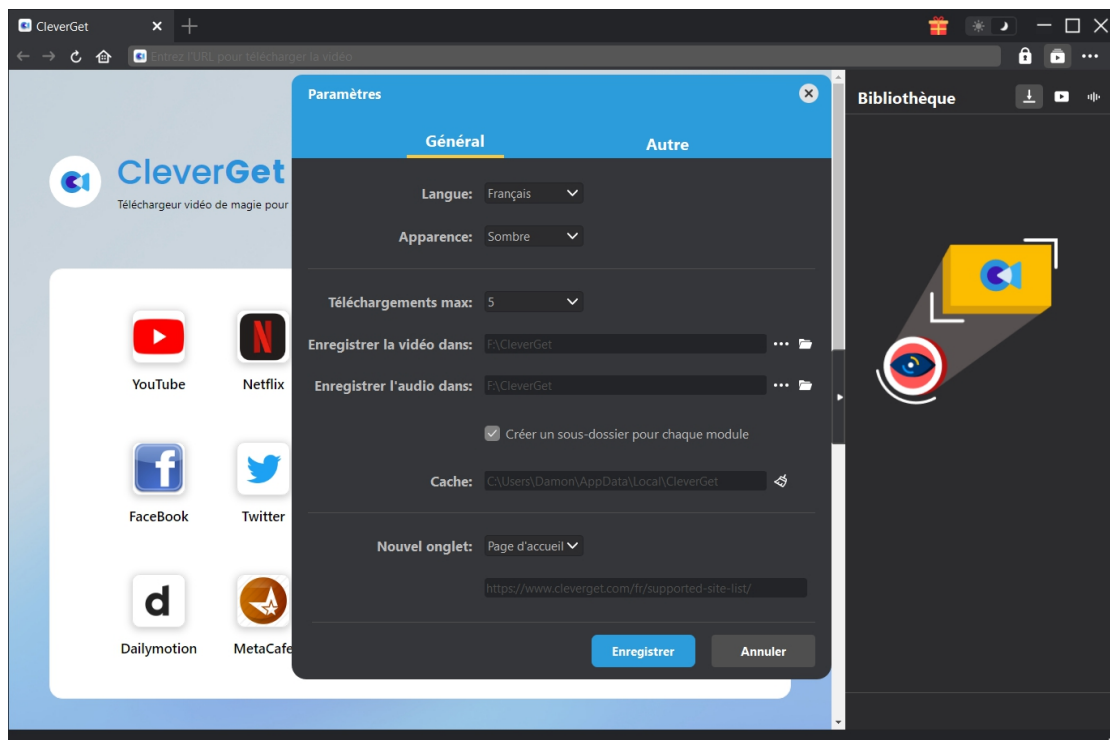 CleverGet
Entrez l'URL pour télécharger la vidéo
CleverGet
Téléchargeur vidéo de magie pour
YouTube
Netflix
FaceBook
Twitter
Dailymotion
MetaCafe
Paramètres
Général
Autre
Langue: Français
Apparence: Sombre
Téléchargements max: 5
Enregistrer la vidéo dans: F:\CleverGet
Enregistrer l'audio dans: F:\CleverGet
Créer un sous-dossier pour chaque module
Cache: C:\Users\Damon\AppData\Local\CleverGet
Nouvel onglet: Page d'accueil
https://www.cleverget.com/fr/supported-site-list/
Enregistrer
Annuler
Bibliothèque